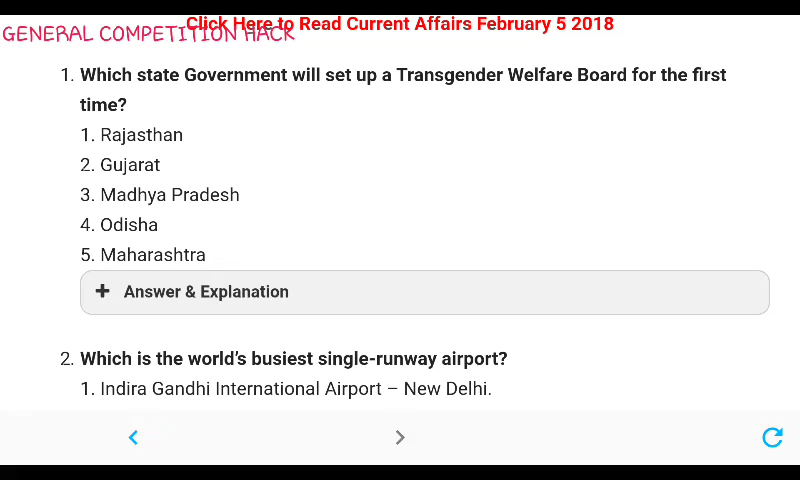 Click Here to Read Current Affairs February 5 2018
GENERAL COMPETITION HACK
1. Which state Government will set up a Transgender Welfare Board for the first
time?
1. Rajasthan
2. Gujarat
3. Madhya Pradesh
4. Odisha
5. Maharashtra
+ Answer & Explanation
2. Which is the world's busiest single-runway airport?
1. Indira Gandhi International Airport – New Delhi.